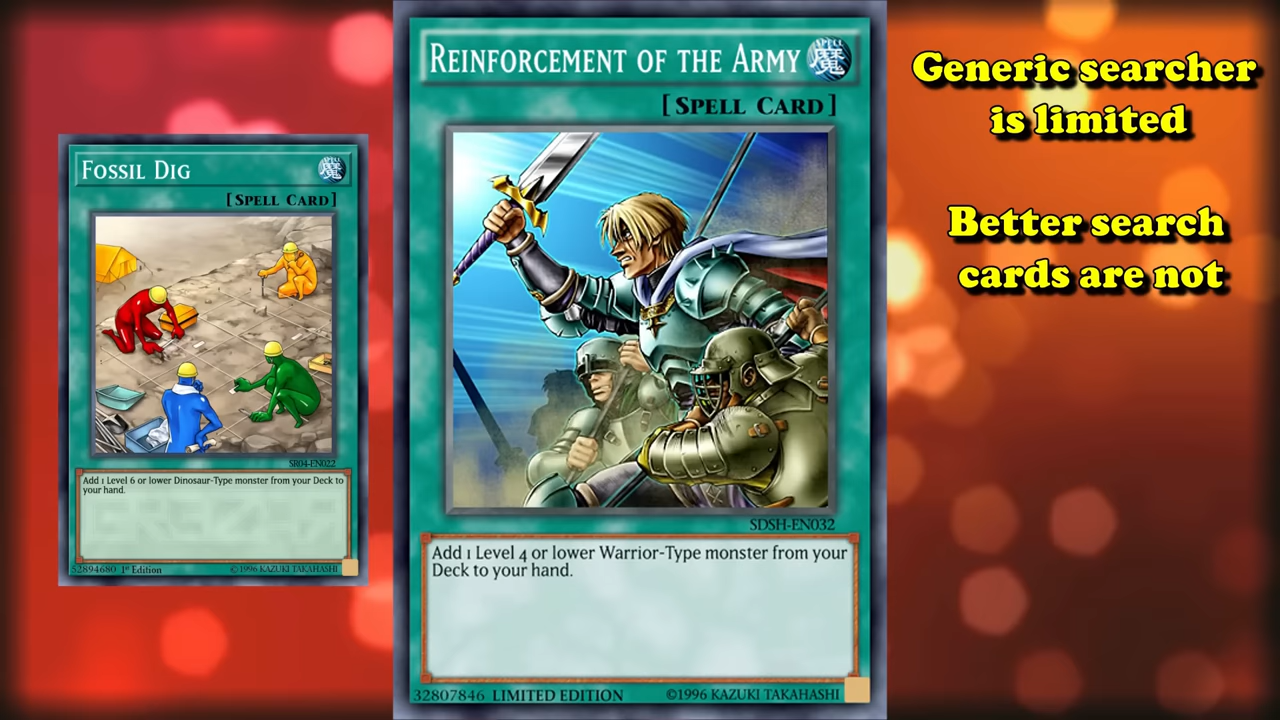 FOSSIL DIG
[SPELL CARD]
SR04-EN022
Add 1 Level 6 or lower Dinosaur-Type monster from your Deck to
your hand.
52894680 1st Edition ©1996 KAZUKI TAKAHASHI
REINFORCEMENT OF THE ARMY
SPELL
魔
[SPELL CARD]
SDSH-EN032
Add 1 Level 4 or lower Warrior-Type monster from your
Deck to your hand.
32807846 LIMITED EDITION ©1996 KAZUKI TAKAHASHI
Generic searcher
is limited
Better search
cards are not